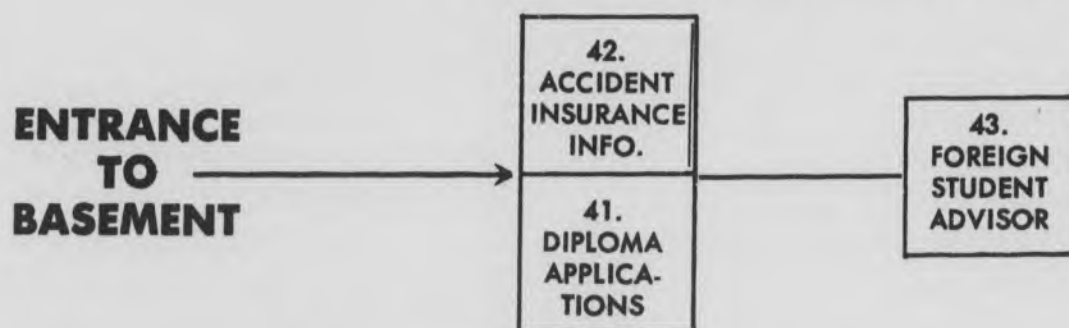 ENTRANCE
TO
BASEMENT
42.
ACCIDENT
INSURANCE
INFO.
41.
DIPLOMA
APPLICA-
TIONS
43.
FOREIGN
STUDENT
ADVISOR